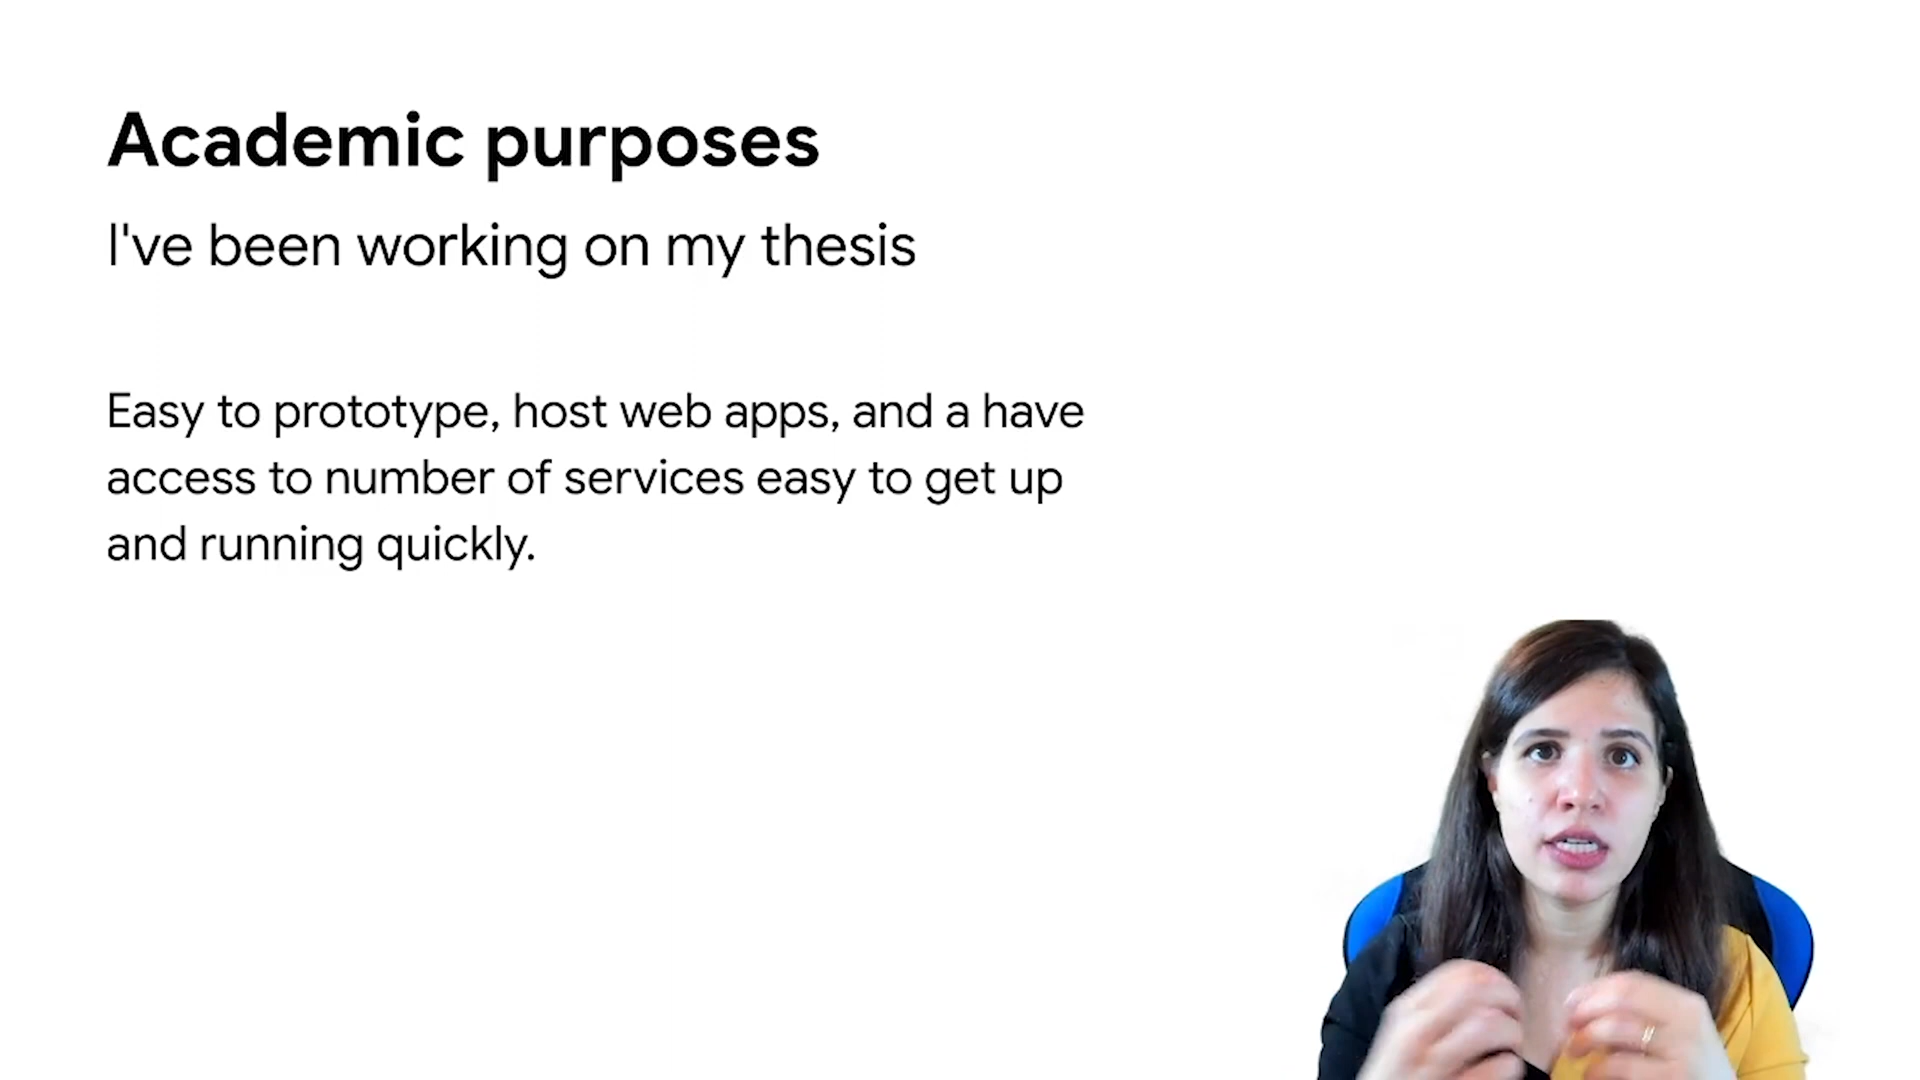 Academic purposes
I've been working on my thesis
Easy to prototype, host web apps, and a have
access to number of services easy to get up
and running quickly.